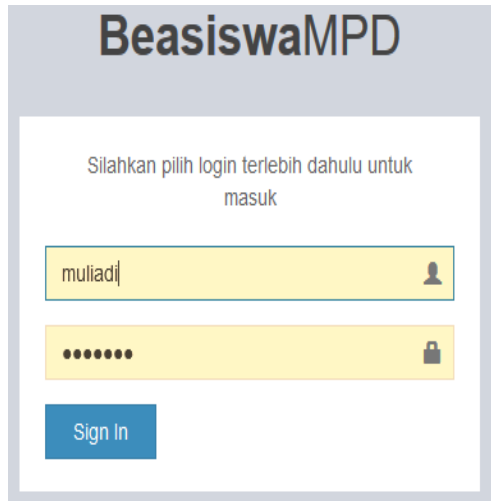 BeasiswaMPD
Silahkan pilih login terlebih dahulu untuk
masuk
muliadi
•••••••
Sign In